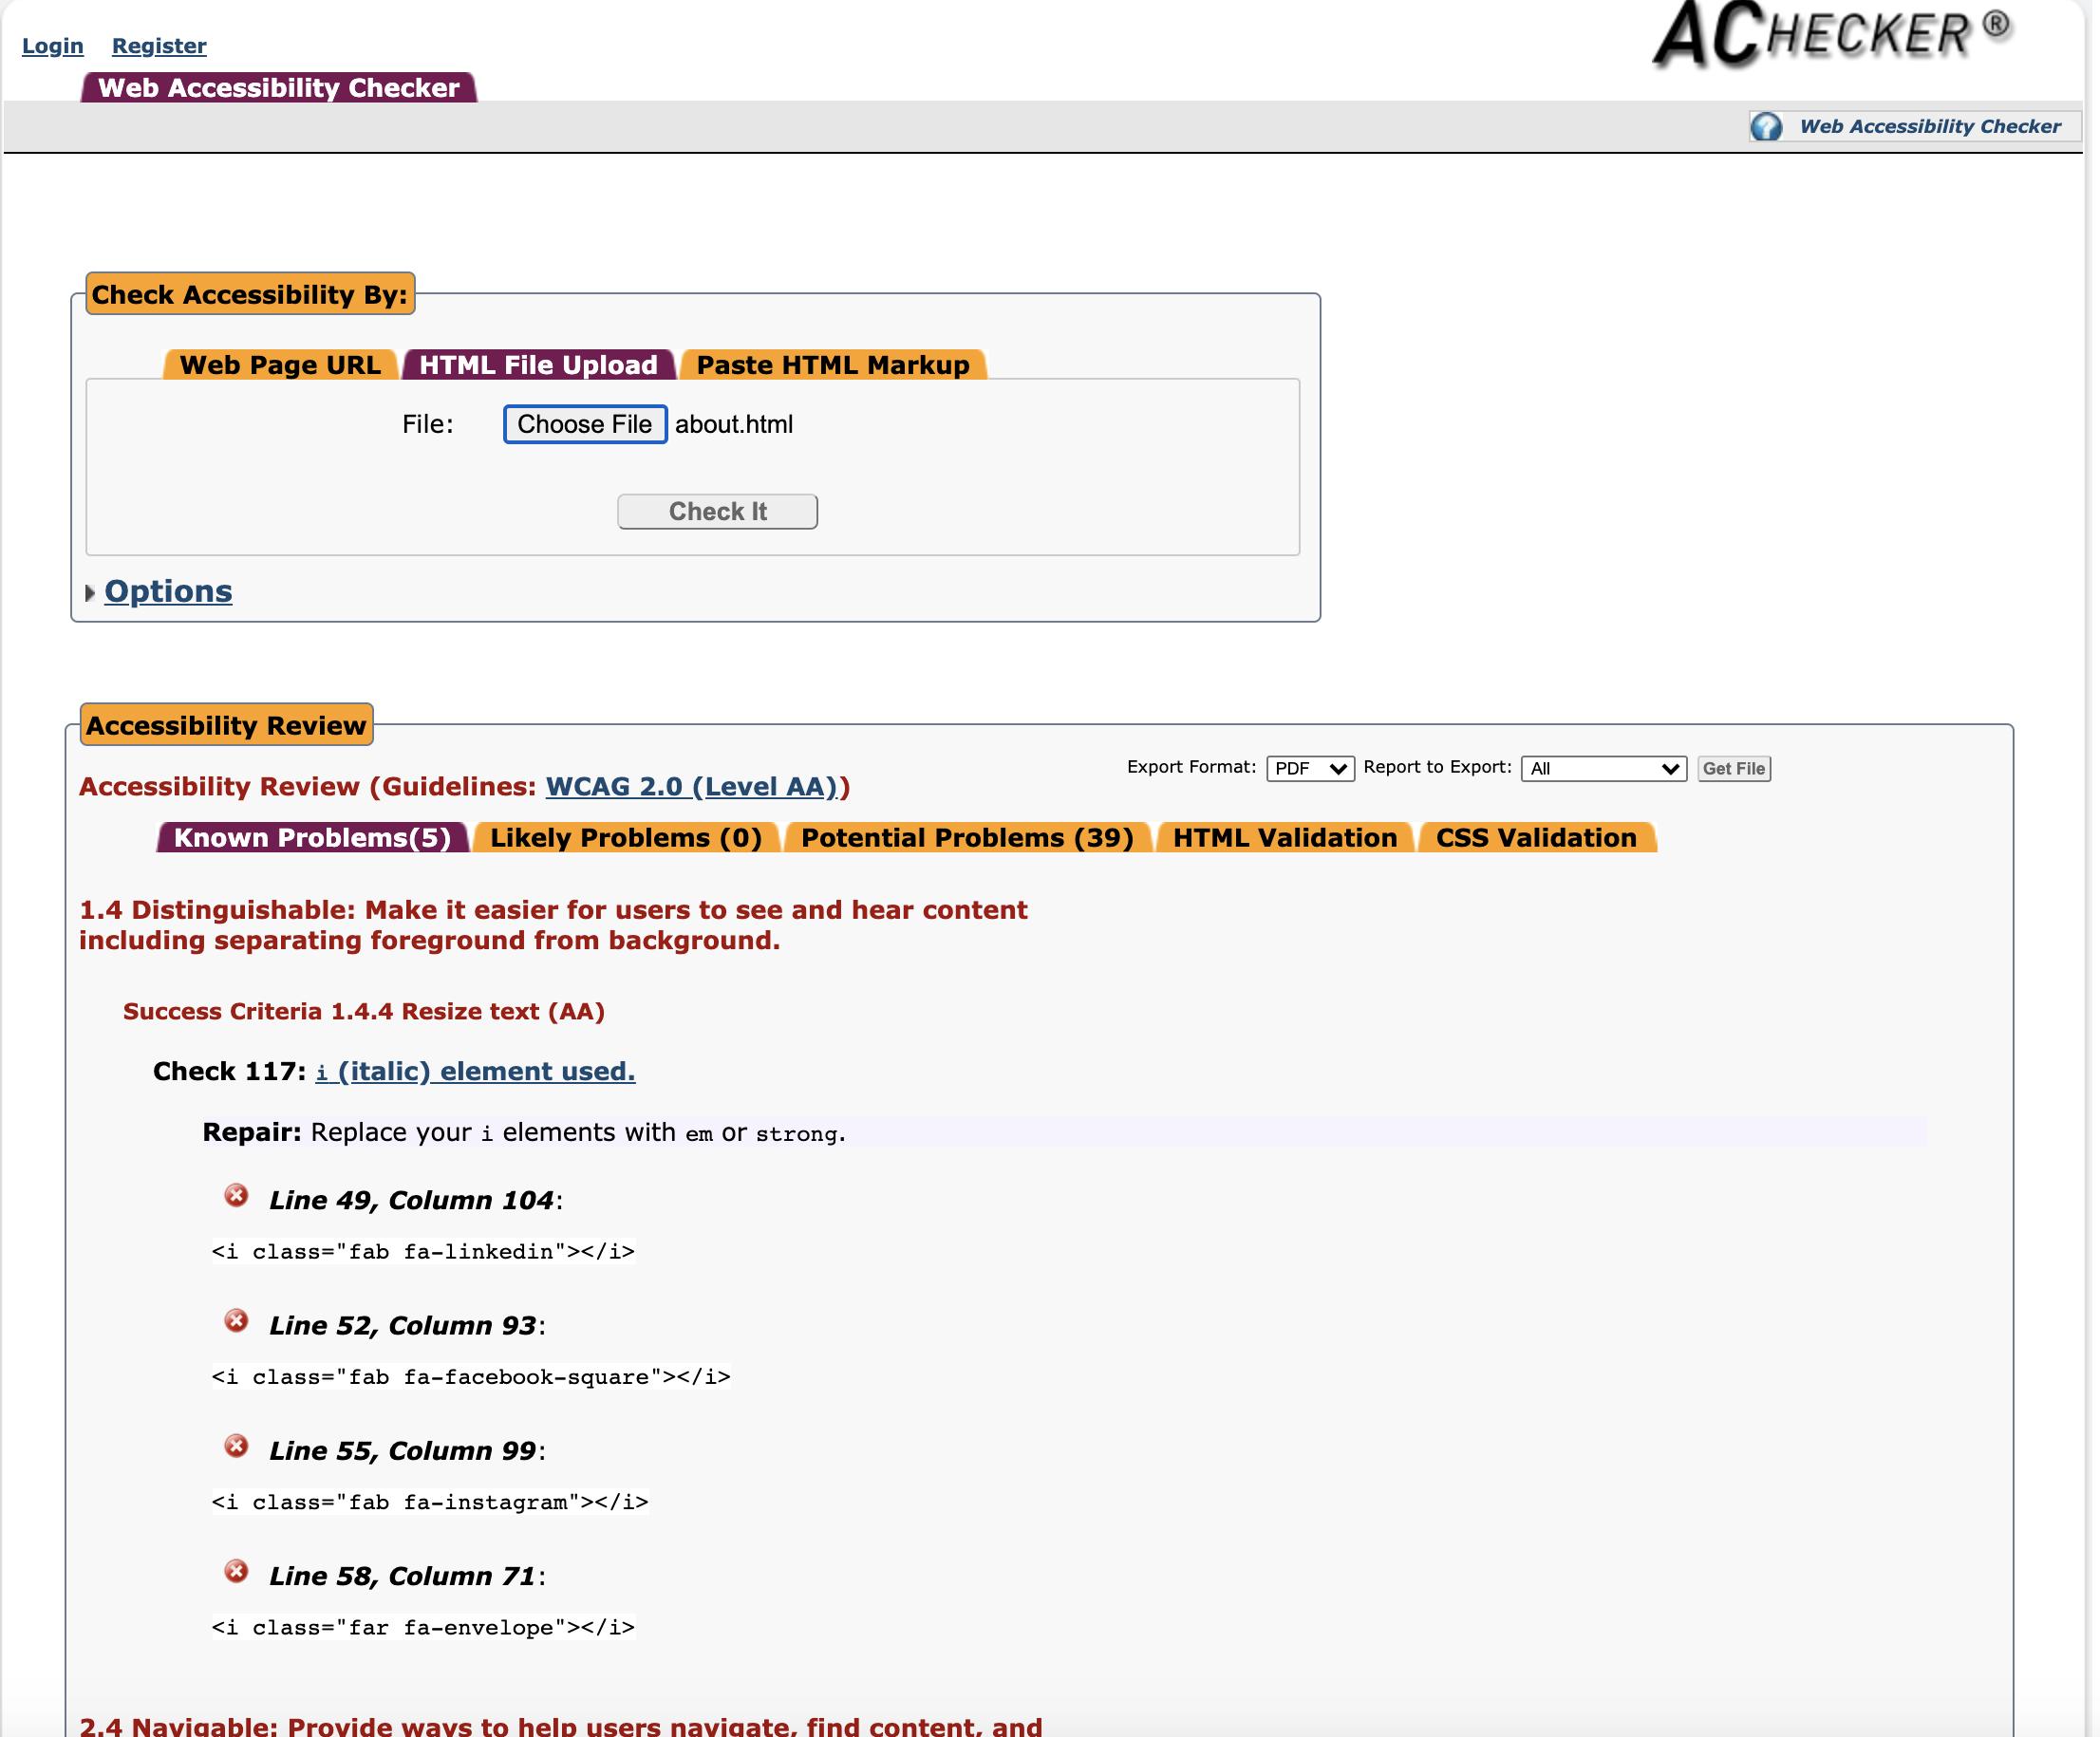 Login Register
ACHECKER ®
Web Accessibility Checker
Web Accessibility Checker
Check Accessibility By:
Web Page URL HTML File Upload Paste HTML Markup
File: Choose File about.html
Check It
Options
Accessibility Review
Export Format: PDF Report to Export: All Get File
Accessibility Review (Guidelines: WCAG 2.0 (Level AA))
Known Problems(5) Likely Problems (0) Potential Problems (39) HTML Validation CSS Validation
1.4 Distinguishable: Make it easier for users to see and hear content
including separating foreground from background.
Success Criteria 1.4.4 Resize text (AA)
Check 117: i (italic) element used.
Repair: Replace your i elements with em or strong.
Line 49, Column 104:
<i class="fab fa-linkedin"></i>
Line 52, Column 93:
<i class="fab fa-facebook-square"></i>
Line 55, Column 99:
<i class="fab fa-instagram"></i>
Line 58, Column 71:
<i class="far fa-envelope"></i>
2.4 Navigable: Provide ways to help users navigate, find content, and